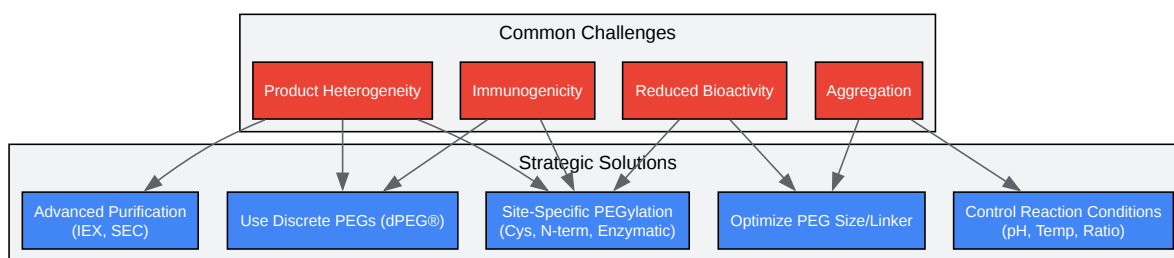 Common Challenges
Product Heterogeneity
Immunogenicity
Reduced Bioactivity
Aggregation
Strategic Solutions
Advanced Purification
(IEX, SEC)
Use Discrete PEGs (dPEG®)
Site-Specific PEGylation
(Cys, N-term, Enzymatic)
Optimize PEG Size/Linker
Control Reaction Conditions
(pH, Temp, Ratio)